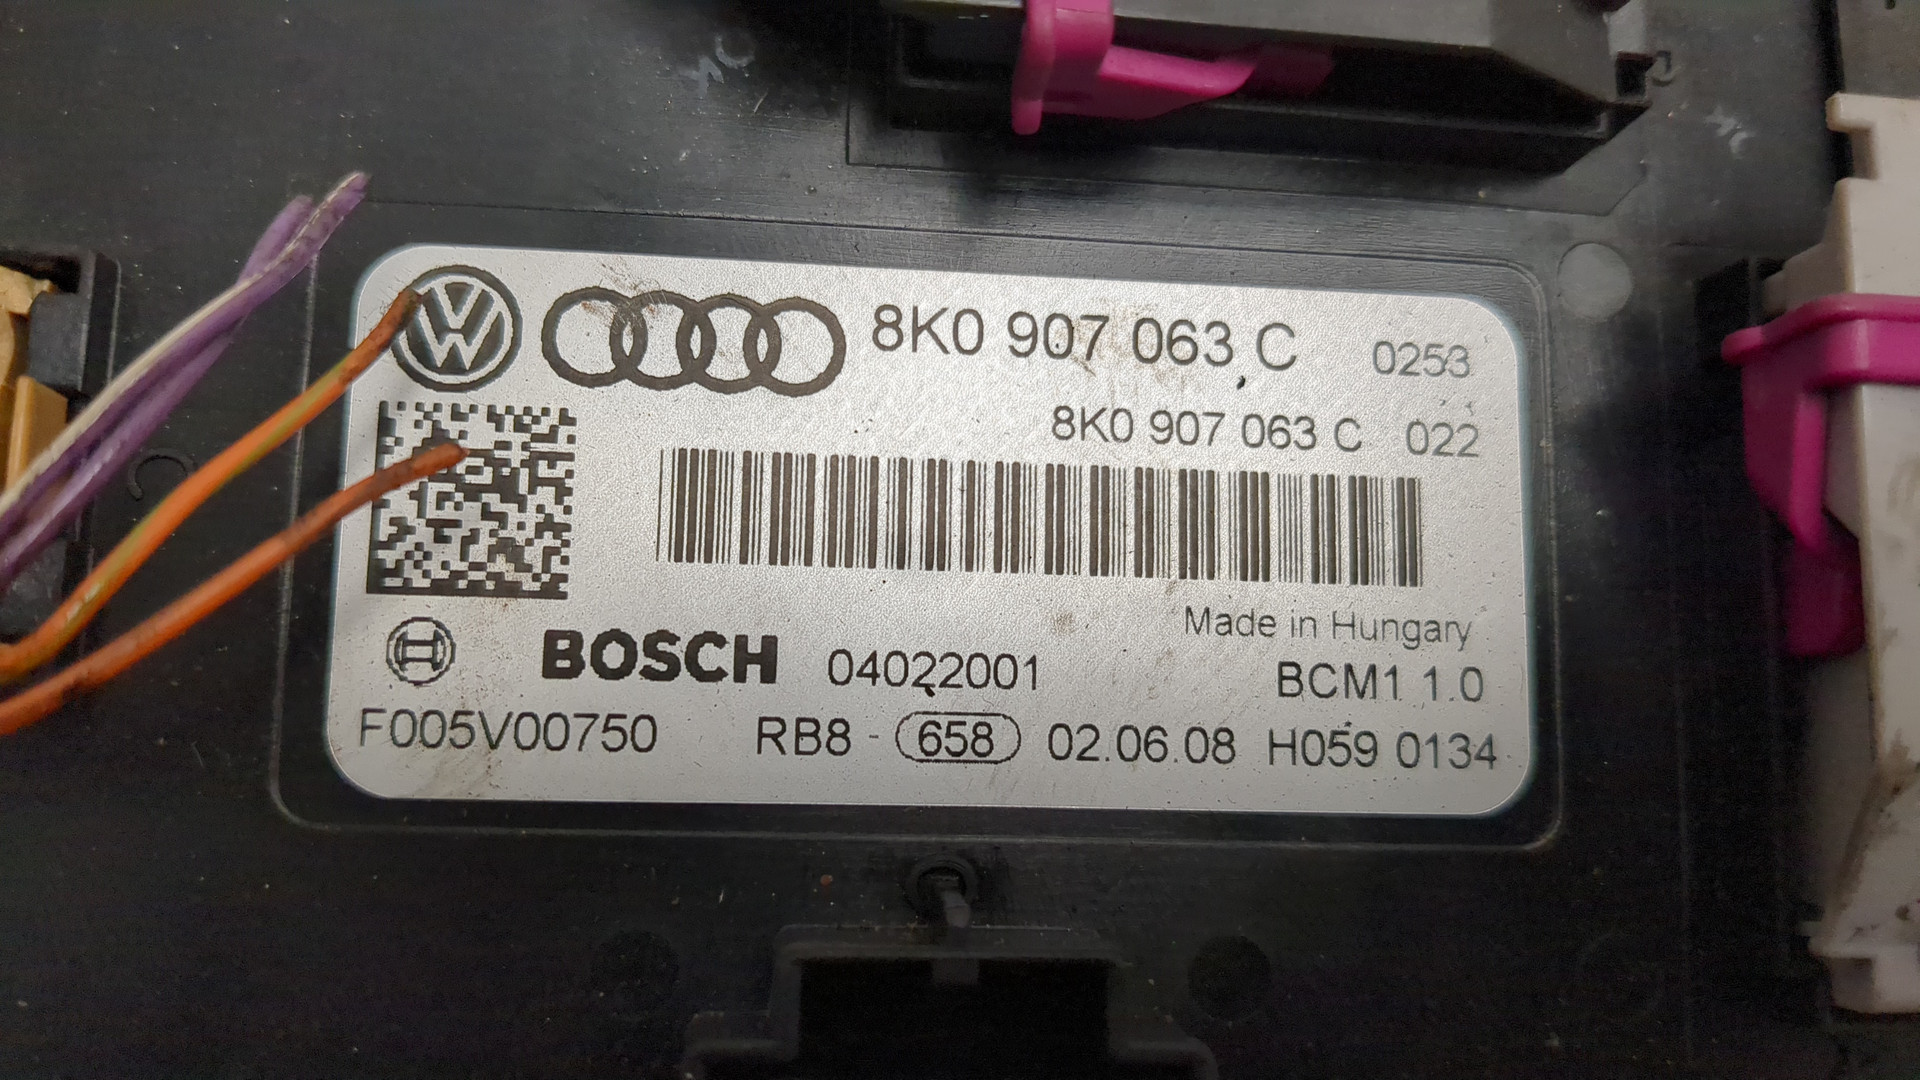 8K0 907 063 C 0253
8K0 907 063 C 022
Made in Hungary
BOSCH 04022001 BCM1 1.0
F005V00750 RB8 - 658 02.06.08 H059 0134